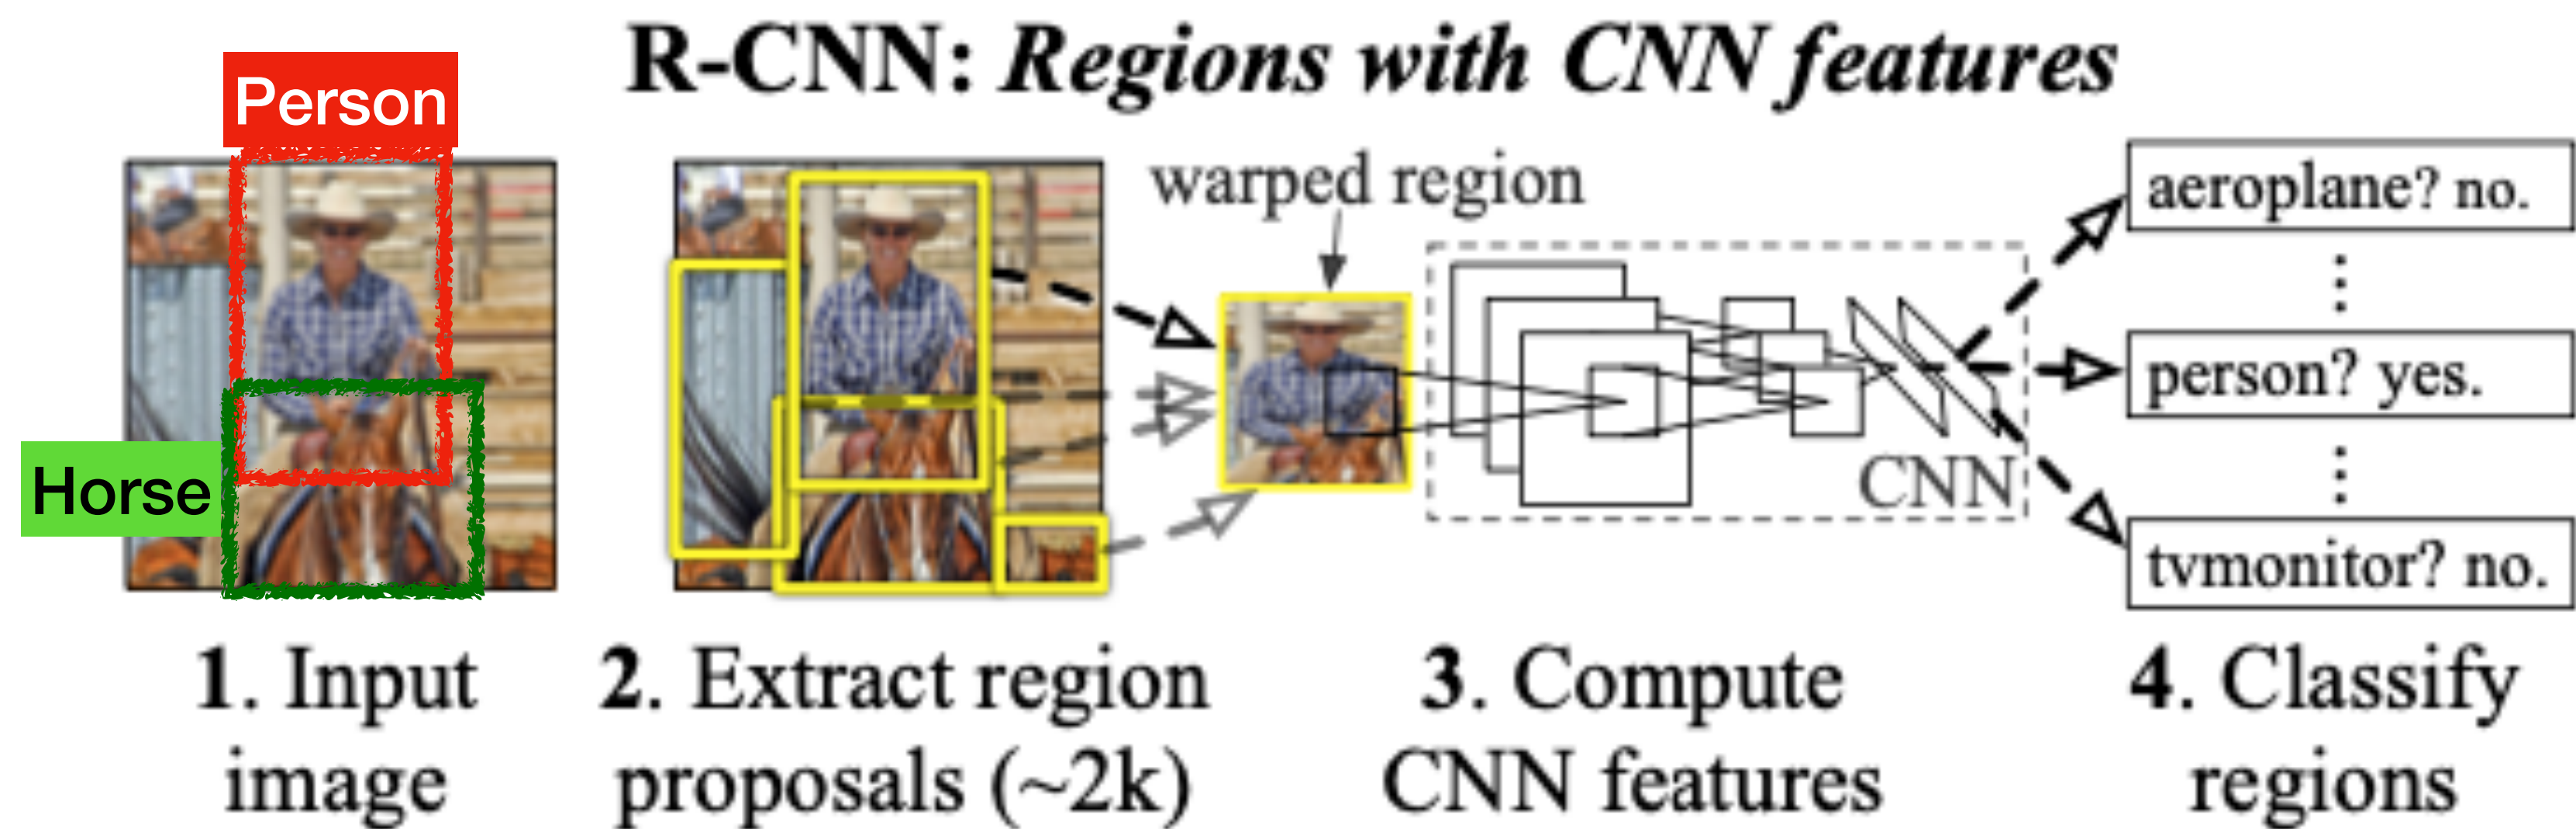 R-CNN: Regions with CNN features
Person
Horse
warped region
CNN
aeroplane? no.
person? yes.
tvmonitor? no.
1. Input
image
2. Extract region
proposals (~2k)
3. Compute
CNN features
4. Classify
regions